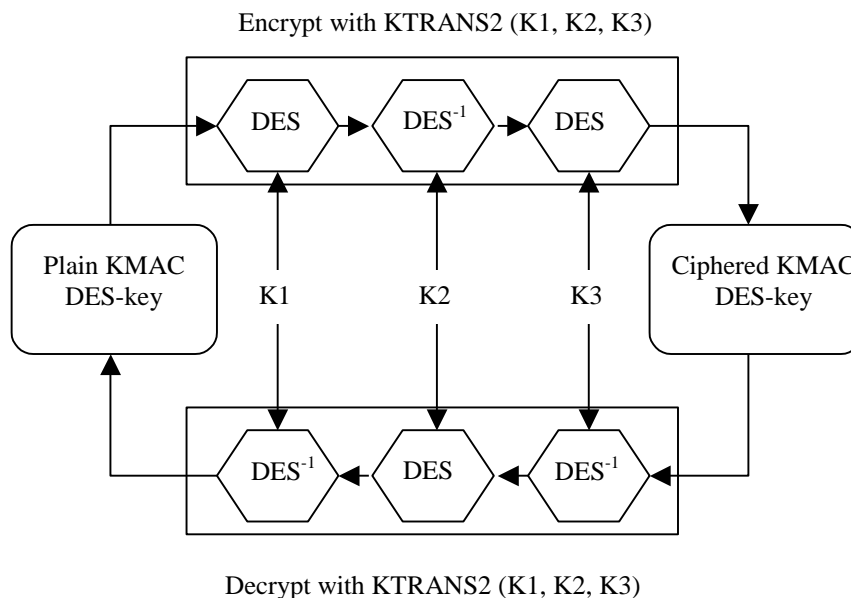 Encrypt with KTRANS2 (K1, K2, K3)
DES
DES-1
DES
Plain KMAC
DES-key
K1
K2
K3
Ciphered KMAC
DES-key
DES-1
DES
DES-1
Decrypt with KTRANS2 (K1, K2, K3)